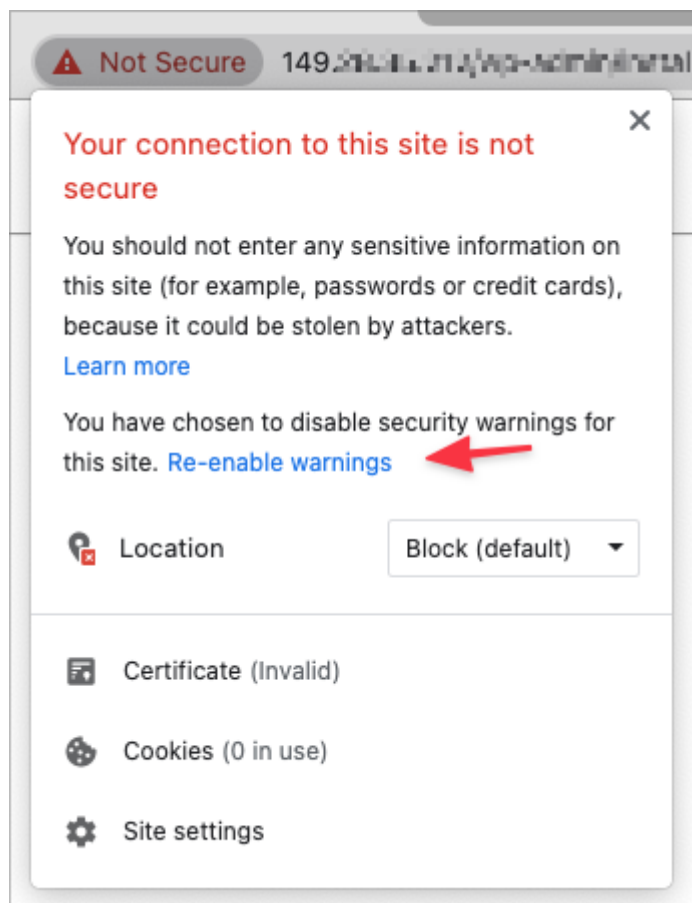 Not Secure 149.
Your connection to this site is not
secure
You should not enter any sensitive information on
this site (for example, passwords or credit cards),
because it could be stolen by attackers.
Learn more
You have chosen to disable security warnings for
this site. Re-enable warnings
Location Block (default)
Certificate (Invalid)
Cookies (0 in use)
Site settings